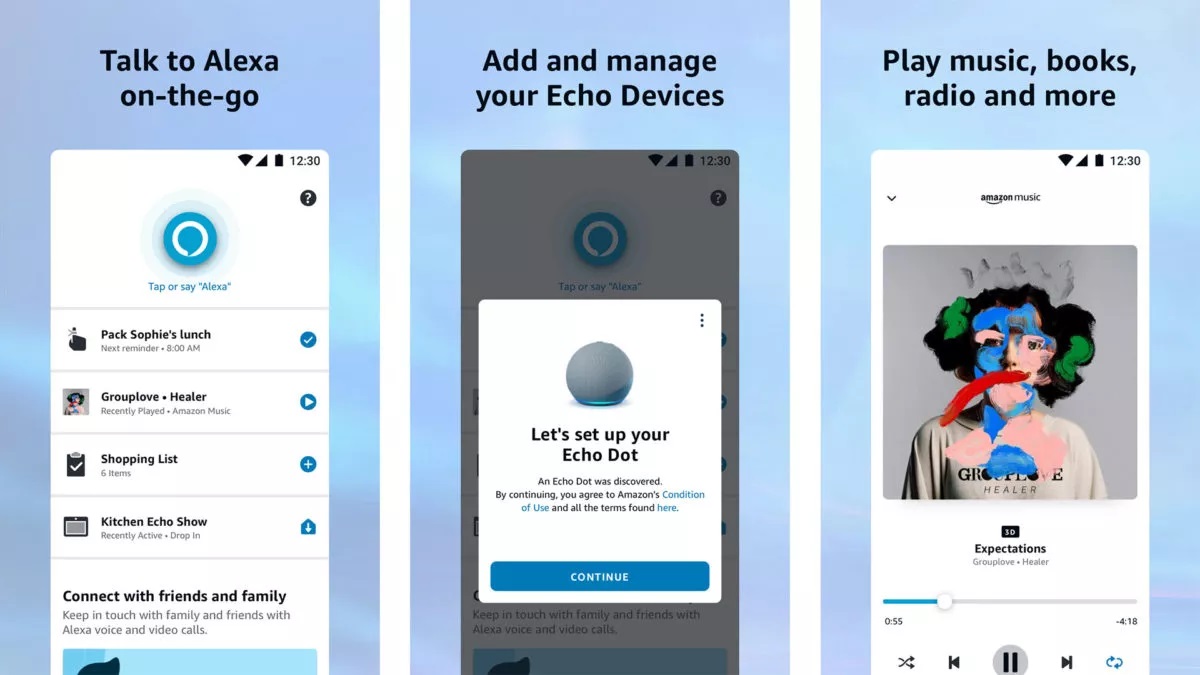 Talk to Alexa
on-the-go
12:30
Tap or say "Alexa"
Pack Sophie's lunch
Next reminder • 8:00 AM
Grouplove • Healer
Recently Played • Amazon Music
Shopping List
6 Items
Kitchen Echo Show
Recently Active • Drop In
Connect with friends and family
Keep in touch with family and friends with
Alexa voice and video calls.
Add and manage
your Echo Devices
12:30
Tap or say "Alexa"
Let's set up your
Echo Dot
An Echo Dot was discovered.
By continuing, you agree to Amazon's Condition
of Use and all the terms found here.
CONTINUE
Keep in touch with family and friends with
Alexa voice and video calls.
Play music, books,
radio and more
12:30
amazon music
GROUPLOVE
HEALER
3D
Expectations
Grouplove • Healer
0:55
-4:18